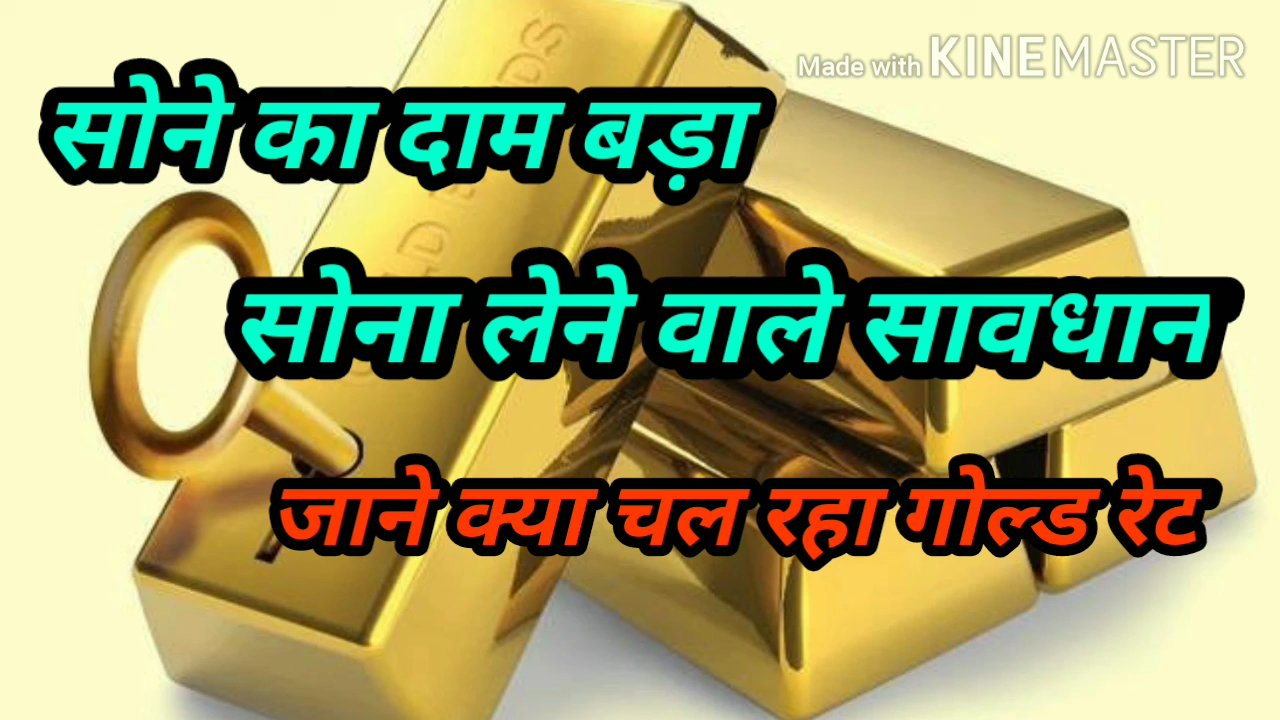 Made with KINEMASTER
सोने का दाम बड़ा
सोना लेने वाले सावधान
जाने क्या चल रहा गोल्ड रेट